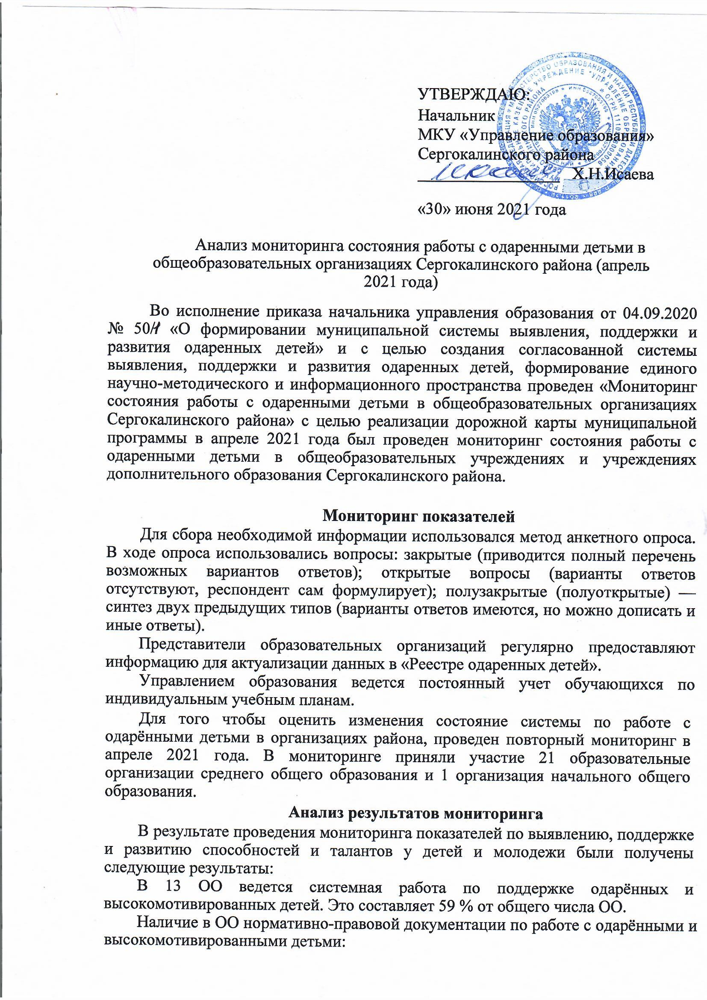 УТВЕРЖДАЮ:
Начальник
МКУ «Управление образования»
Сергокалинского района
Х.Н.Исаева
«30» июня 2021 года
Анализ мониторинга состояния работы с одаренными детьми в
общеобразовательных организациях Сергокалинского района (апрель
2021 года)
Во исполнение приказа начальника управления образования от 04.09.2020
№ 50/1 «О формировании муниципальной системы выявления, поддержки и
развития одаренных детей» и с целью создания согласованной системы
выявления, поддержки и развития одаренных детей, формирование единого
научно-методического и информационного пространства проведен «Мониторинг
состояния работы с одаренными детьми в общеобразовательных организациях
Сергокалинского района» с целью реализации дорожной карты муниципальной
программы в апреле 2021 года был проведен мониторинг состояния работы с
одаренными детьми в общеобразовательных учреждениях и учреждениях
дополнительного образования Сергокалинского района.
Мониторинг показателей
Для сбора необходимой информации использовался метод анкетного опроса.
В ходе опроса использовались вопросы: закрытые (приводится полный перечень
возможных вариантов ответов); открытые вопросы (варианты ответов
отсутствуют, респондент сам формулирует); полузакрытые (полуоткрытые) —
синтез двух предыдущих типов (варианты ответов имеются, но можно дописать и
иные ответы).
Представители образовательных организаций регулярно предоставляют
информацию для актуализации данных в «Реестре одаренных детей».
Управлением образования ведется постоянный учет обучающихся по
индивидуальным учебным планам.
Для того чтобы оценить изменения состояние системы по работе с
одарёнными детьми в организациях района, проведен повторный мониторинг в
апреле 2021 года. В мониторинге приняли участие 21 образовательные
организации среднего общего образования и 1 организация начального общего
образования.
Анализ результатов мониторинга
В результате проведения мониторинга показателей по выявлению, поддержке
и развитию способностей и талантов у детей и молодежи были получены
следующие результаты:
В 13 ОО ведется системная работа по поддержке одарённых и
высокомотивированных детей. Это составляет 59 % от общего числа ОО.
Наличие в ОО нормативно-правовой документации по работе с одарёнными и
высокомотивированными детьми: